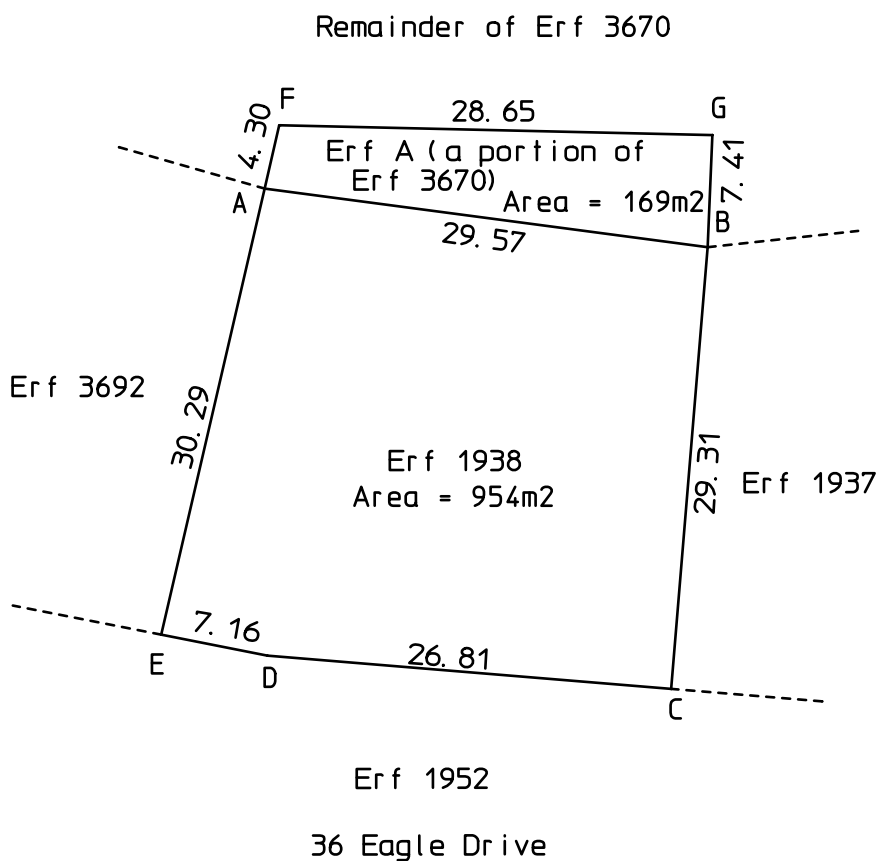 Remainder of Erf 3670
F
G
28.65
4.30
7.41
Erf A (a portion of
Erf 3670)
Area = 169m2
A
B
29.57
Erf 3692
30.29
Erf 1938
Area = 954m2
29.31
Erf 1937
7.16
26.81
E
D
C
Erf 1952
36 Eagle Drive